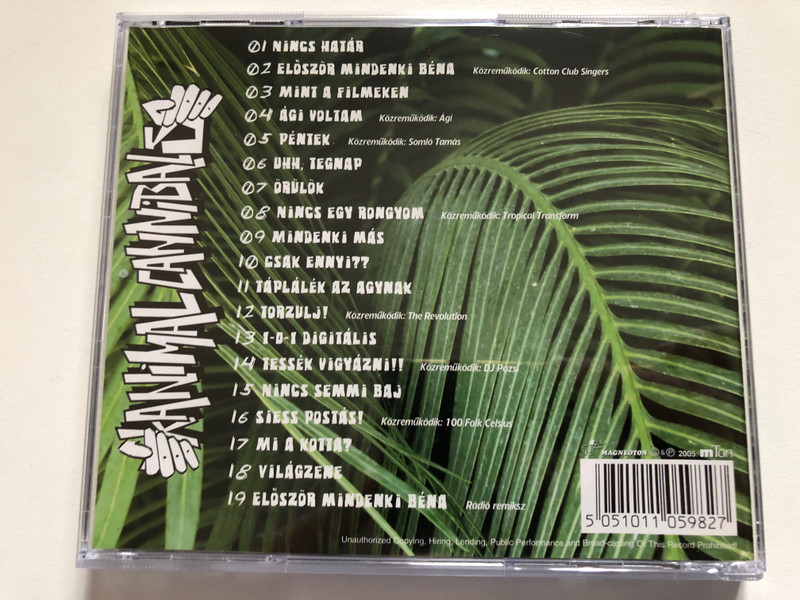 01 NINCS HATÁR
02 ELŐSZÖR MINDENKI BÉNA Közreműködik: Cotton Club Singers
03 MINT A FILMEKEN
04 ÁGI VOLTAM Közreműködik: Ági
05 PÉNTEK Közreműködik: Somló Tamás
06 UHH, TEGNAP
07 ÖRÜLÖK
08 NINCS EGY RONGYOM Közreműködik: Tropical Transform
09 MINDENKI MÁS
10 CSAK ENNYI??
11 TÁPLÁLÉK AZ AGYNAK
12 TORZULJ! Közreműködik: The Revolution
13 1-0-1 DIGITÁLIS
14 TESSÉK VIGYÁZNI!! Közreműködik: DJ Pozsi
15 NINCS SEMMI BAJ
16 SIESS POSTÁS! Közreműködik: 100 Folk Celsius
17 MI A KOTTA?
18 VILÁGZENE
19 ELŐSZÖR MINDENKI BÉNA Rádió remiksz
ANIMAL CANNIBALS
MAGNEOTON © & ℗ 2005 mTon
5 051011 059827
Unauthorized Copying, Hiring, Lending, Public Performance and Broad-casting Of This Record Prohibited!